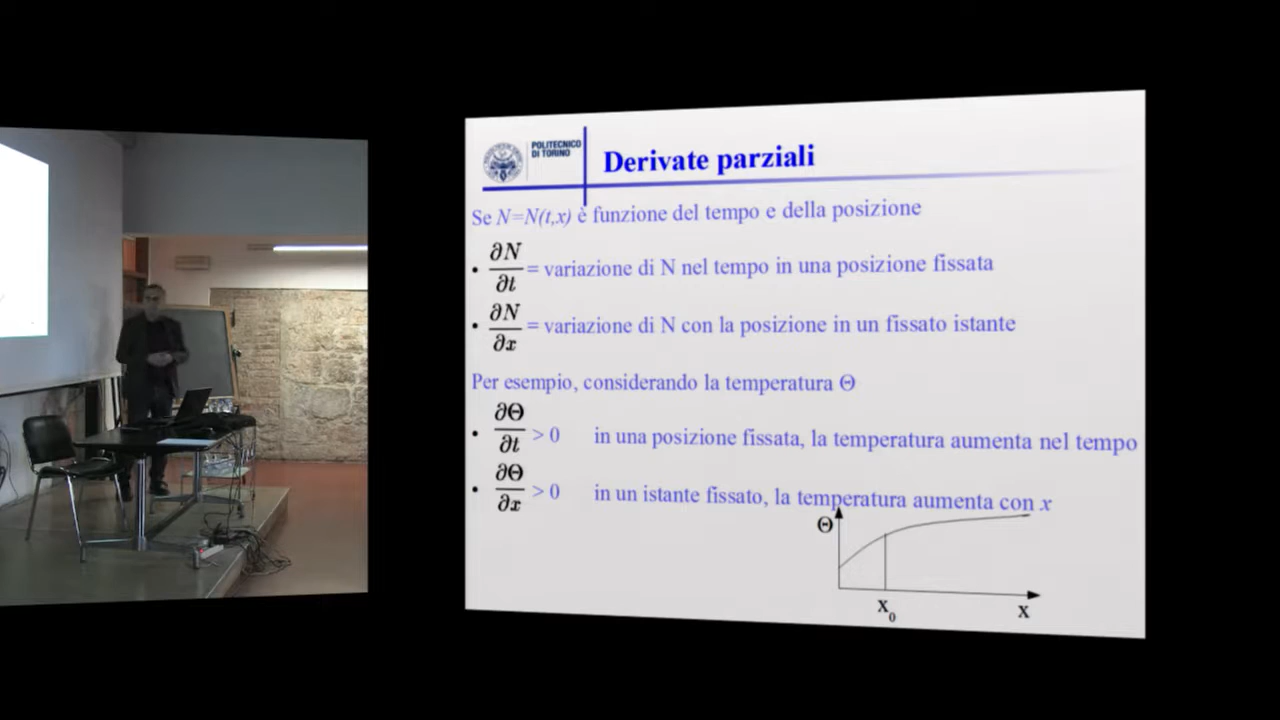 POLITECNICO
DI TORINO
Derivate parziali
Se N=N(t,x) è funzione del tempo e della posizione
• ∂N/∂t = variazione di N nel tempo in una posizione fissata
• ∂N/∂x = variazione di N con la posizione in un fissato istante
Per esempio, considerando la temperatura Θ
• ∂Θ/∂t > 0 in una posizione fissata, la temperatura aumenta nel tempo
• ∂Θ/∂x > 0 in un istante fissato, la temperatura aumenta con x
Θ
x₀
x